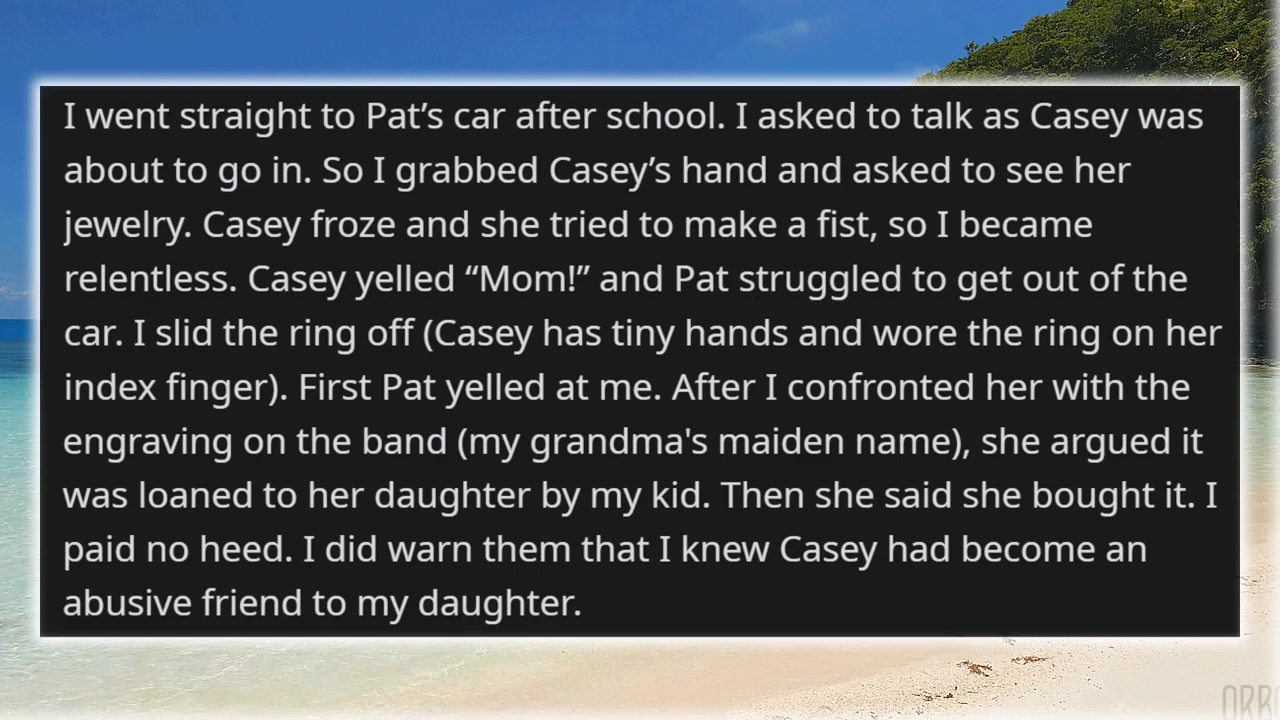 I went straight to Pat’s car after school. I asked to talk as Casey was
about to go in. So I grabbed Casey’s hand and asked to see her
jewelry. Casey froze and she tried to make a fist, so I became
relentless. Casey yelled “Mom!” and Pat struggled to get out of the
car. I slid the ring off (Casey has tiny hands and wore the ring on her
index finger). First Pat yelled at me. After I confronted her with the
engraving on the band (my grandma's maiden name), she argued it
was loaned to her daughter by my kid. Then she said she bought it. I
paid no heed. I did warn them that I knew Casey had become an
abusive friend to my daughter.